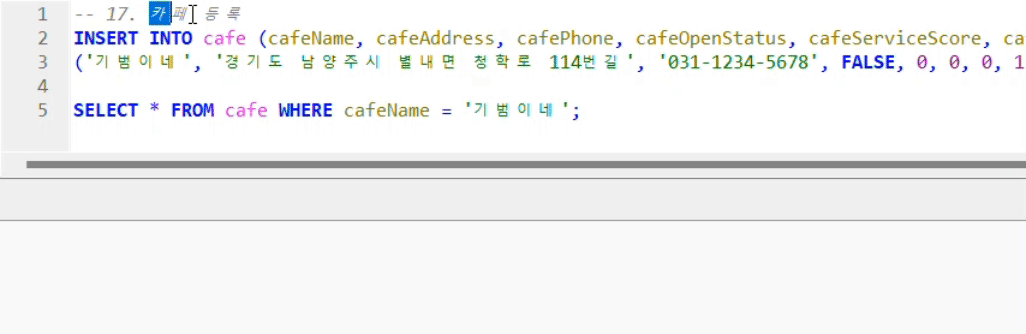 1 -- 17. 카페 등록
2 INSERT INTO cafe (cafeName, cafeAddress, cafePhone, cafeOpenStatus, cafeServiceScore, ca
3 ('기범이네', '경기도 남양주시 별내면 청학로 114번길', '031-1234-5678', FALSE, 0, 0, 0, 1
4
5 SELECT * FROM cafe WHERE cafeName = '기범이네';